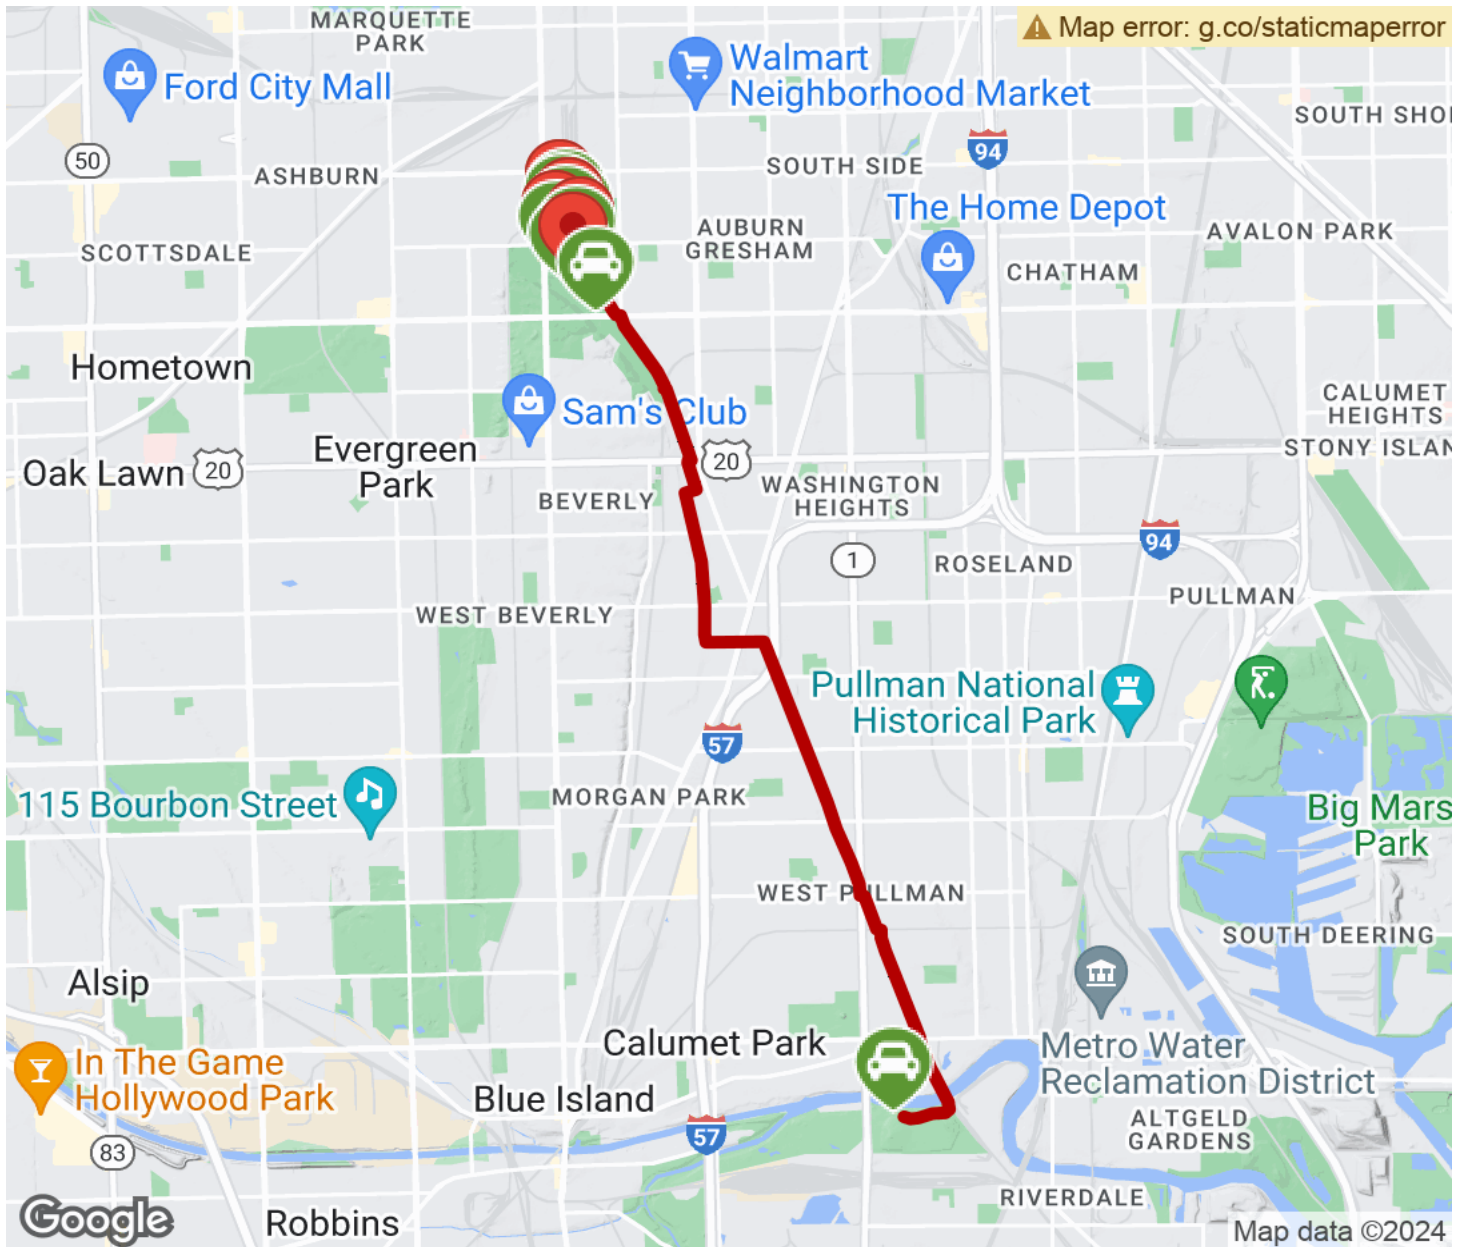 MARQUETTE
PARK
Map error: g.co/staticmaperror
Walmart
Neighborhood Market
Ford City Mall
SOUTH SHO
50
94
ASHBURN
SOUTH SIDE
The Home Depot
AUBURN
GRESHAM
AVALON PARK
SCOTTSDALE
CHATHAM
Hometown
Sam's Club
CALUMET
HEIGHTS
STONY ISLAN
Evergreen
Park
Oak Lawn
20
20
WASHINGTON
HEIGHTS
BEVERLY
94
1
ROSELAND
PULLMAN
WEST BEVERLY
Pullman National
Historical Park
57
MORGAN PARK
115 Bourbon Street
Big Mars
Park
WEST PULLMAN
SOUTH DEERING
Alsip
Calumet Park
Metro Water
Reclamation District
In The Game
Hollywood Park
Blue Island
ALTGELD
GARDENS
57
83
RIVERDALE
Google
Robbins
Map data ©2024